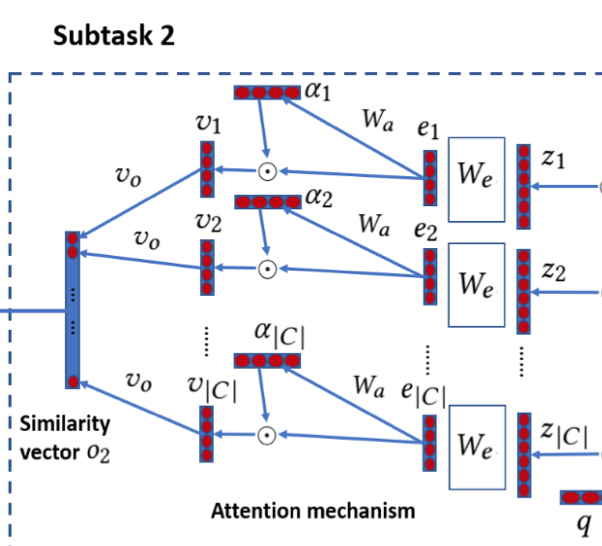 Subtask 2
α1
Wa
e1
v1
We
z1
vo
α2
Wa
e2
v2
We
z2
vo
α|C|
Wa
e|C|
v|C|
We
z|C|
vo
Similarity
vector o2
Attention mechanism
q